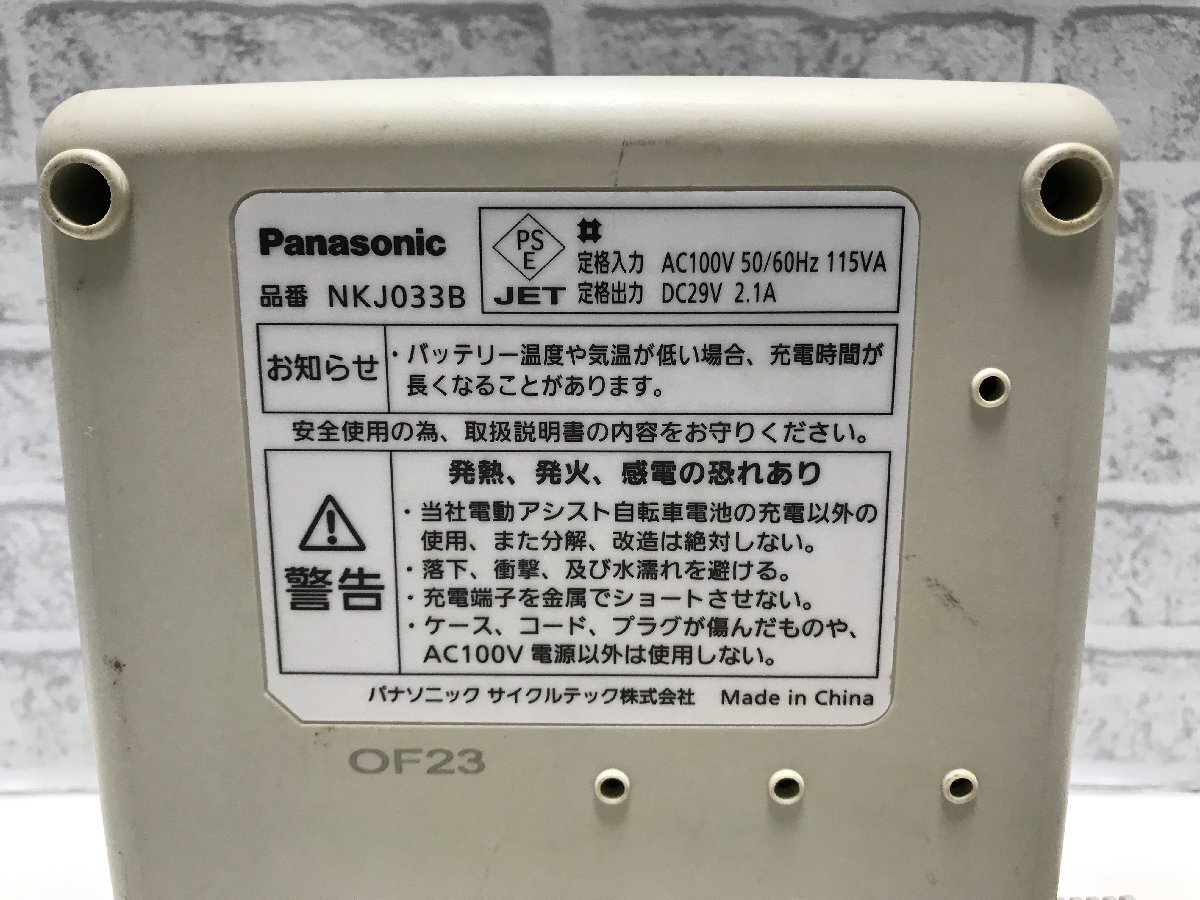 Panasonic
品番 NKJ033B
PS
E
JET
定格入力 AC100V 50/60Hz 115VA
定格出力 DC29V 2.1A
お知らせ
・バッテリー温度や気温が低い場合、充電時間が
長くなることがあります。
安全使用の為、取扱説明書の内容をお守りください。
警告
発熱、発火、感電の恐れあり
・当社電動アシスト自転車電池の充電以外の
使用、また分解、改造は絶対しない。
・落下、衝撃、及び水濡れを避ける。
・充電端子を金属でショートさせない。
・ケース、コード、プラグが傷んだものや、
AC100V 電源以外は使用しない。
パナソニック サイクルテック株式会社 Made in China
OF23